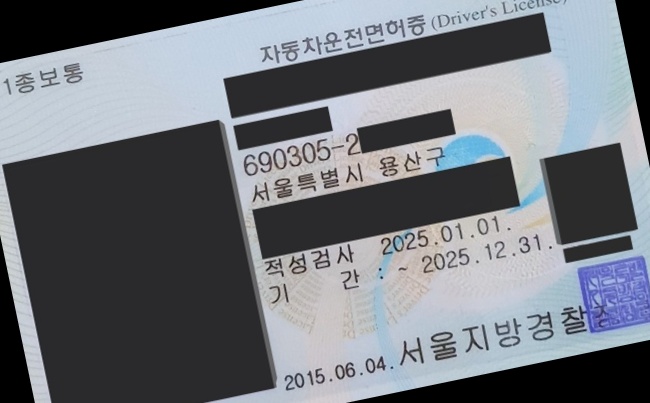 자동차운전면허증 (Driver's License)
1종보통
690305-2
서울특별시 용산구
적성검사 2025.01.01.
기 간 : ~ 2025.12.31.
2015.06.04. 서울지방경찰청